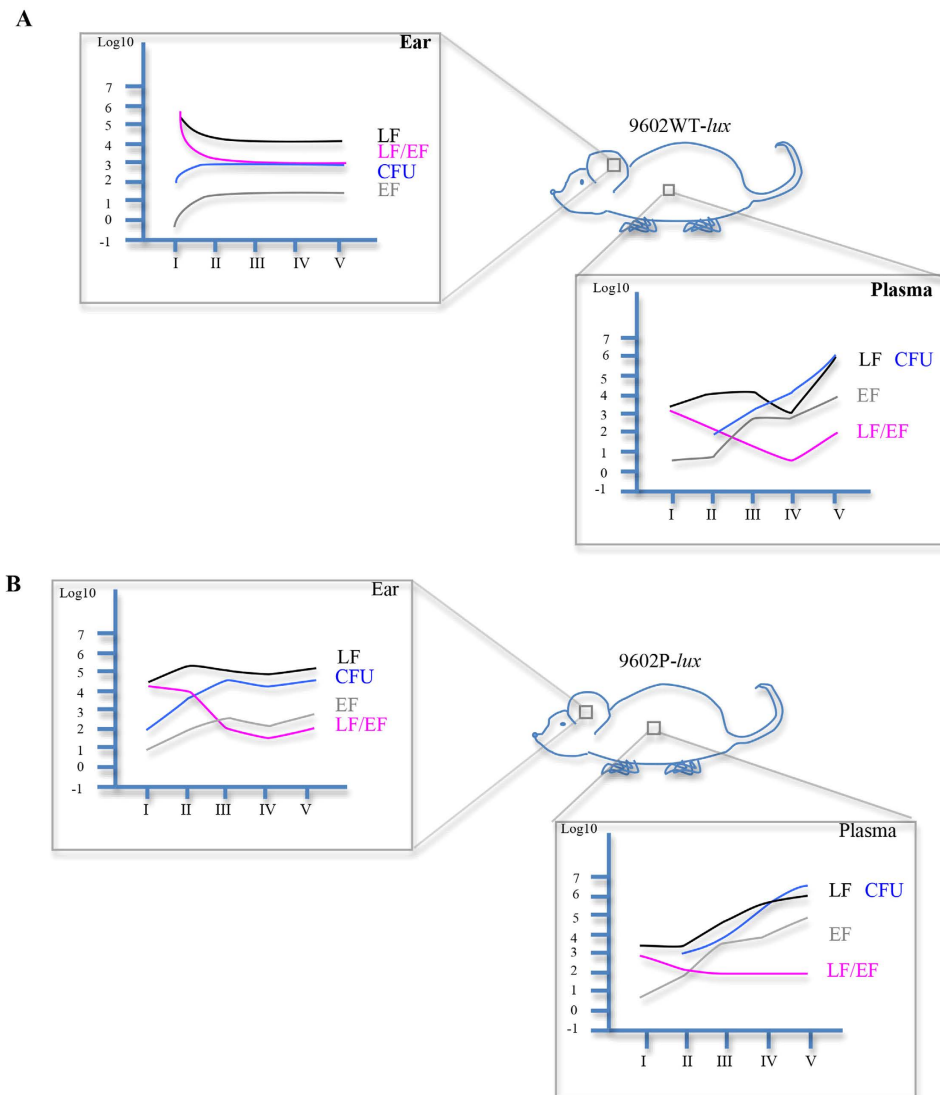 A
Log10
Ear
7
6
5
4
3
2
1
0
-1
LF
LF/EF
CFU
EF
I II III IV V
9602WT-lux
Log10
Plasma
7
6
5
4
3
2
1
0
-1
LF CFU
EF
LF/EF
I II III IV V
B
Log10
Ear
7
6
5
4
3
2
1
0
-1
LF
CFU
EF
LF/EF
I II III IV V
9602P-lux
Log10
Plasma
7
6
5
4
3
2
1
0
-1
LF CFU
EF
LF/EF
I II III IV V